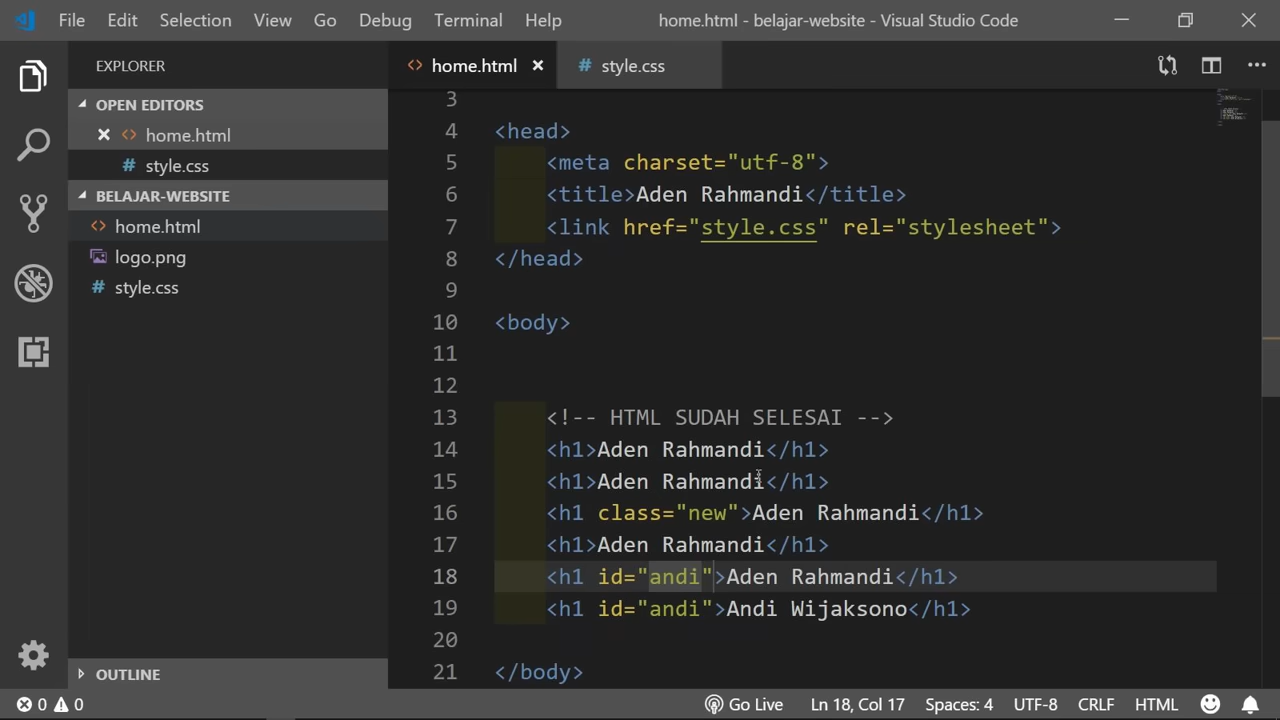 File Edit Selection View Go Debug Terminal Help home.html - belajar-website - Visual Studio Code
EXPLORER
OPEN EDITORS
home.html
style.css
BELAJAR-WEBSITE
home.html
logo.png
style.css
OUTLINE
home.html style.css
3
4 <head>
5 <meta charset="utf-8">
6 <title>Aden Rahmandi</title>
7 <link href="style.css" rel="stylesheet">
8 </head>
9
10 <body>
11
12
13 <!-- HTML SUDAH SELESAI -->
14 <h1>Aden Rahmandi</h1>
15 <h1>Aden Rahmandi</h1>
16 <h1 class="new">Aden Rahmandi</h1>
17 <h1>Aden Rahmandi</h1>
18 <h1 id="andi">Aden Rahmandi</h1>
19 <h1 id="andi">Andi Wijaksono</h1>
20
21 </body>
0 0 Go Live Ln 18, Col 17 Spaces: 4 UTF-8 CRLF HTML